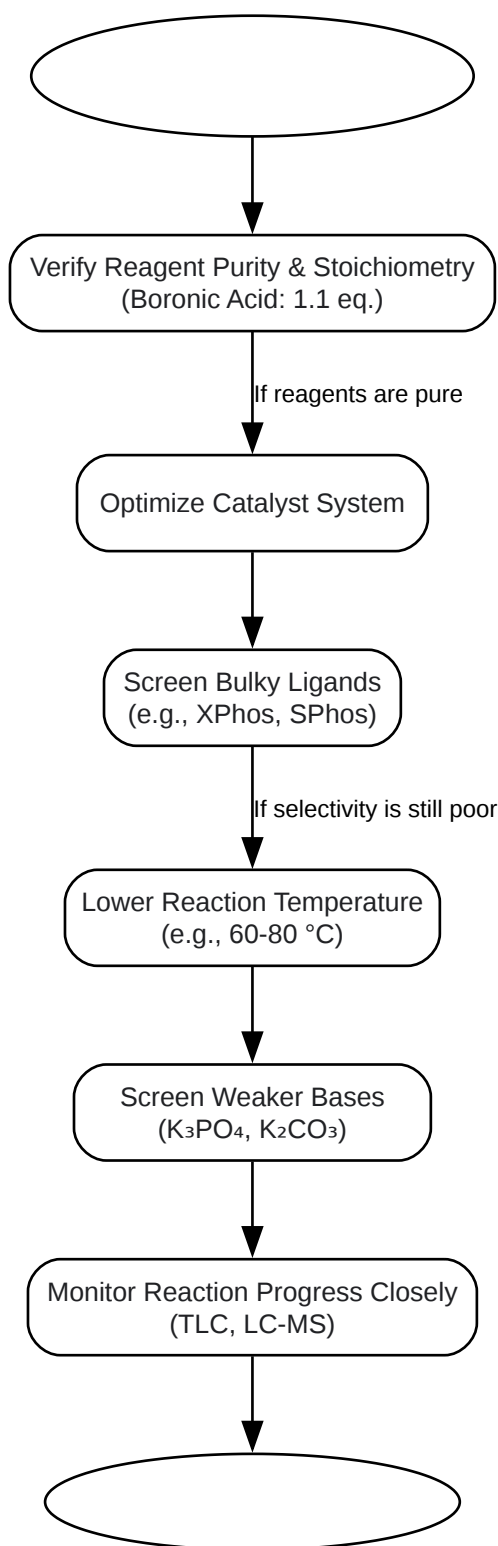 Verify Reagent Purity & Stoichiometry
(Boronic Acid: 1.1 eq.)
If reagents are pure
Optimize Catalyst System
Screen Bulky Ligands
(e.g., XPhos, SPhos)
If selectivity is still poor
Lower Reaction Temperature
(e.g., 60-80 °C)
Screen Weaker Bases
(K₃PO₄, K₂CO₃)
Monitor Reaction Progress Closely
(TLC, LC-MS)